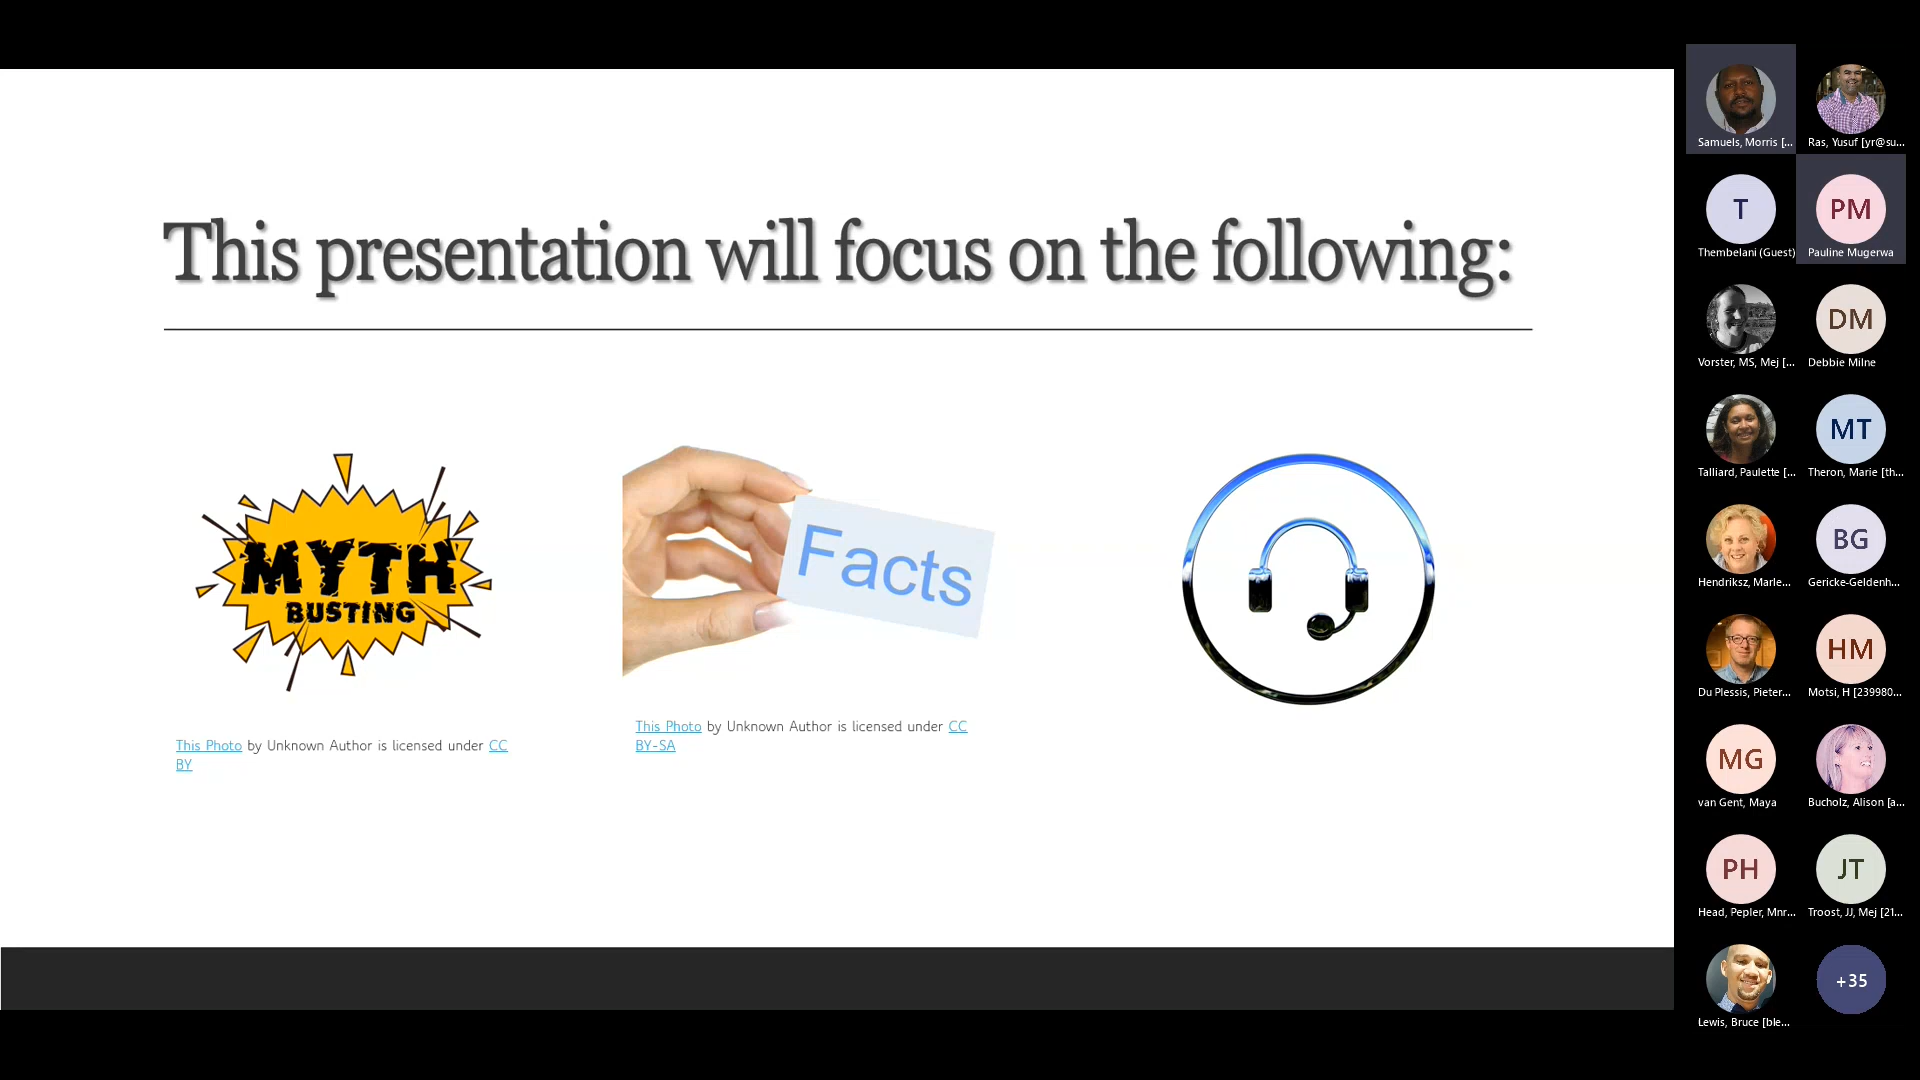 This presentation will focus on the following:
MYTH
BUSTING
Facts
This Photo by Unknown Author is licensed under CC
BY
This Photo by Unknown Author is licensed under CC
BY-SA
Samuels, Morris [...
Ras, Yusuf [yr@su...
T
PM
Thembelani (Guest)
Pauline Mugerwa
DM
Vorster, MS, Mej [...
Debbie Milne
MT
Talliard, Paulette [...
Theron, Marie [th...
BG
Hendriksz, Marle...
Gericke-Geldenh...
HM
Du Plessis, Pieter...
Motsi, H [239980...
MG
van Gent, Maya
Bucholz, Alison [a...
PH
JT
Head, Pepler, Mnr...
Troost, JJ, Mej [21...
+35
Lewis, Bruce [ble...